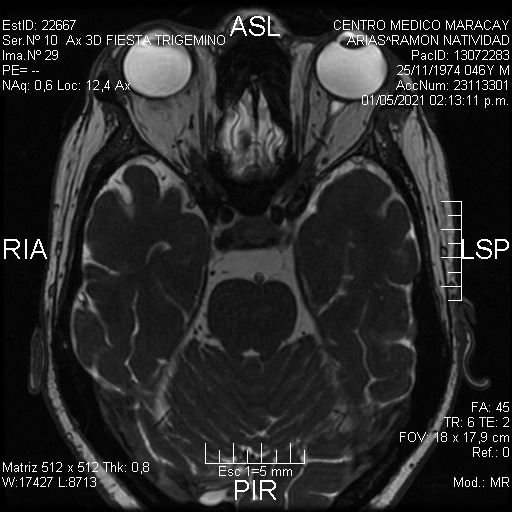 EstID: 22667
Ser.Nº 10 Ax 3D FIESTA TRIGEMINO
Ima.Nº 29
PE= --
NAq: 0,6 Loc: 12,4 Ax
ASL
CENTRO MEDICO MARACAY
ARIAS^RAMON NATIVIDAD
PacID: 13072283
25/11/1974 046Y M
AccNum: 23113301
01/05/2021 02:13:11 p.m.
RIA
LSP
Matriz 512 x 512 Thk: 0,8
W:17427 L:8713
Esc 1=5 mm
PIR
FA: 45
TR: 6 TE: 2
FOV: 18 x 17,9 cm
Ref.: 0
Mod.: MR